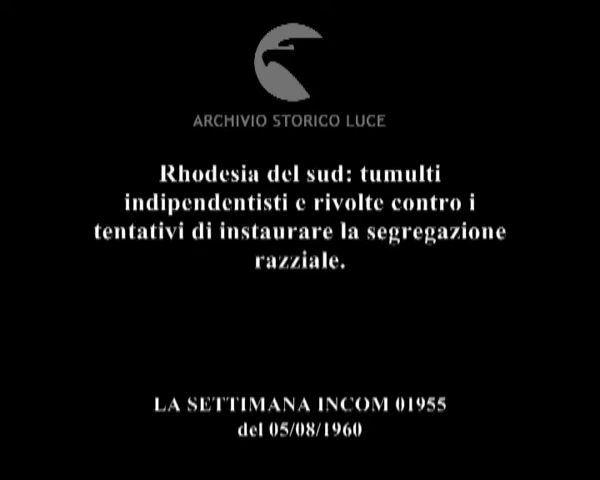 ARCHIVIO STORICO LUCE
Rhodesia del sud: tumulti
indipendentisti e rivolte contro i
tentativi di instaurare la segregazione
razziale.
LA SETTIMANA INCOM 01955
del 05/08/1960